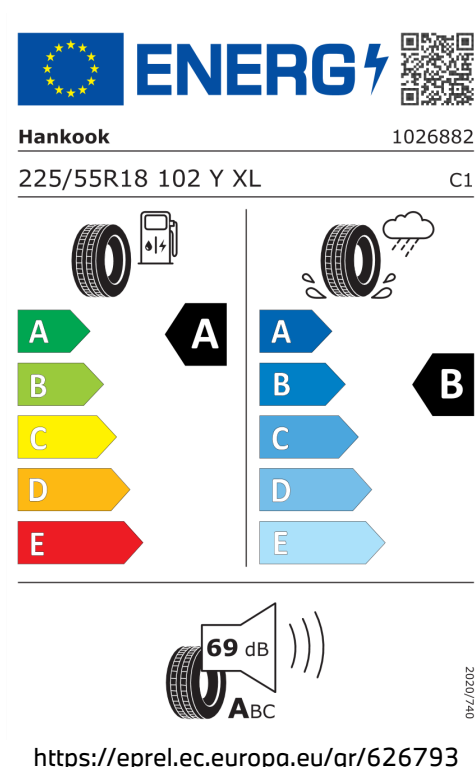 ENERG
Hankook 1026882
225/55R18 102 Y XL C1
A A A
B B B
C C
D D
E E
69 dB
ABC
2020/740
https://eprel.ec.europa.eu/qr/626793